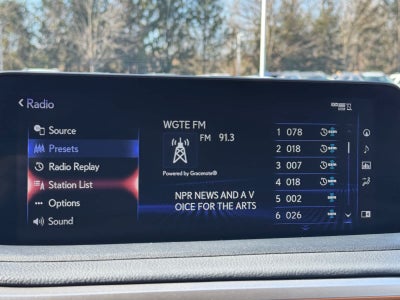 Radio
Source
Presets
Radio Replay
Station List
Options
Sound
WGTE FM
FM 91.3
Powered by Gracenote®
NPR NEWS AND A V
OICE FOR THE ARTS
1 078
2 018
3 007
4 018
5 002
6 026